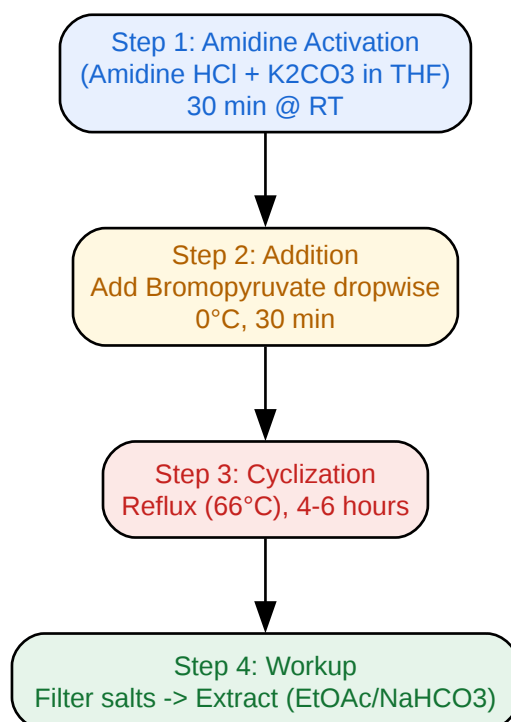 Step 1: Amidine Activation
(Amidine HCl + K2CO3 in THF)
30 min @ RT
Step 2: Addition
Add Bromopyruvate dropwise
0°C, 30 min
Step 3: Cyclization
Reflux (66°C), 4-6 hours
Step 4: Workup
Filter salts -> Extract (EtOAc/NaHCO3)